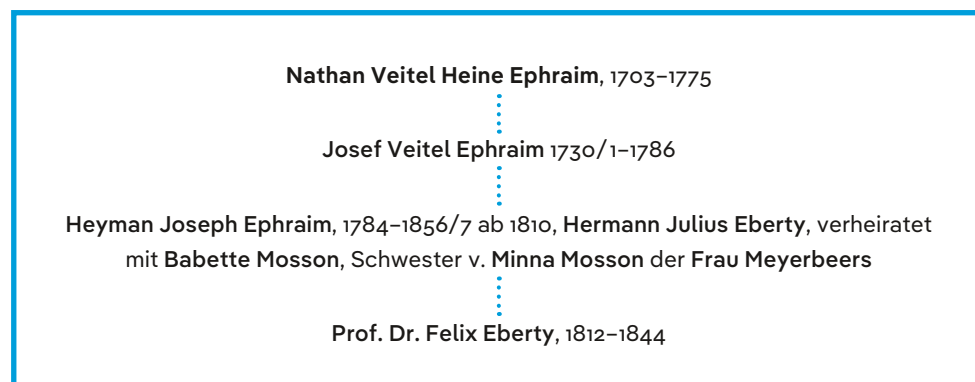 Nathan Veitel Heine Ephraim, 1703–1775
Josef Veitel Ephraim 1730/1–1786
Heyman Joseph Ephraim, 1784–1856/7 ab 1810, Hermann Julius Eberty, verheiratet
mit Babette Mosson, Schwester v. Minna Mosson der Frau Meyerbeers
Prof. Dr. Felix Eberty, 1812–1844